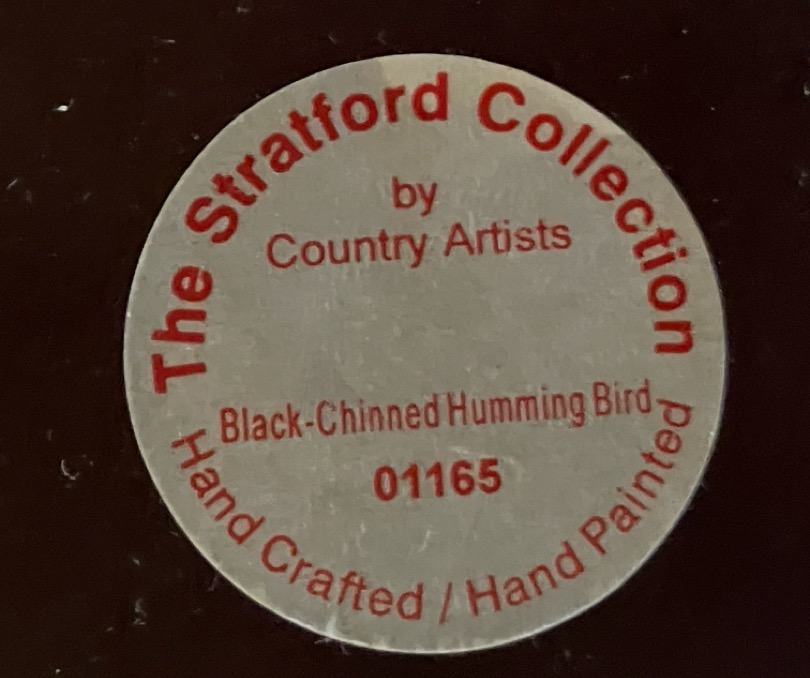 The Stratford Collection
by
Country Artists
Black-Chinned Humming Bird
01165
Hand Crafted / Hand Painted